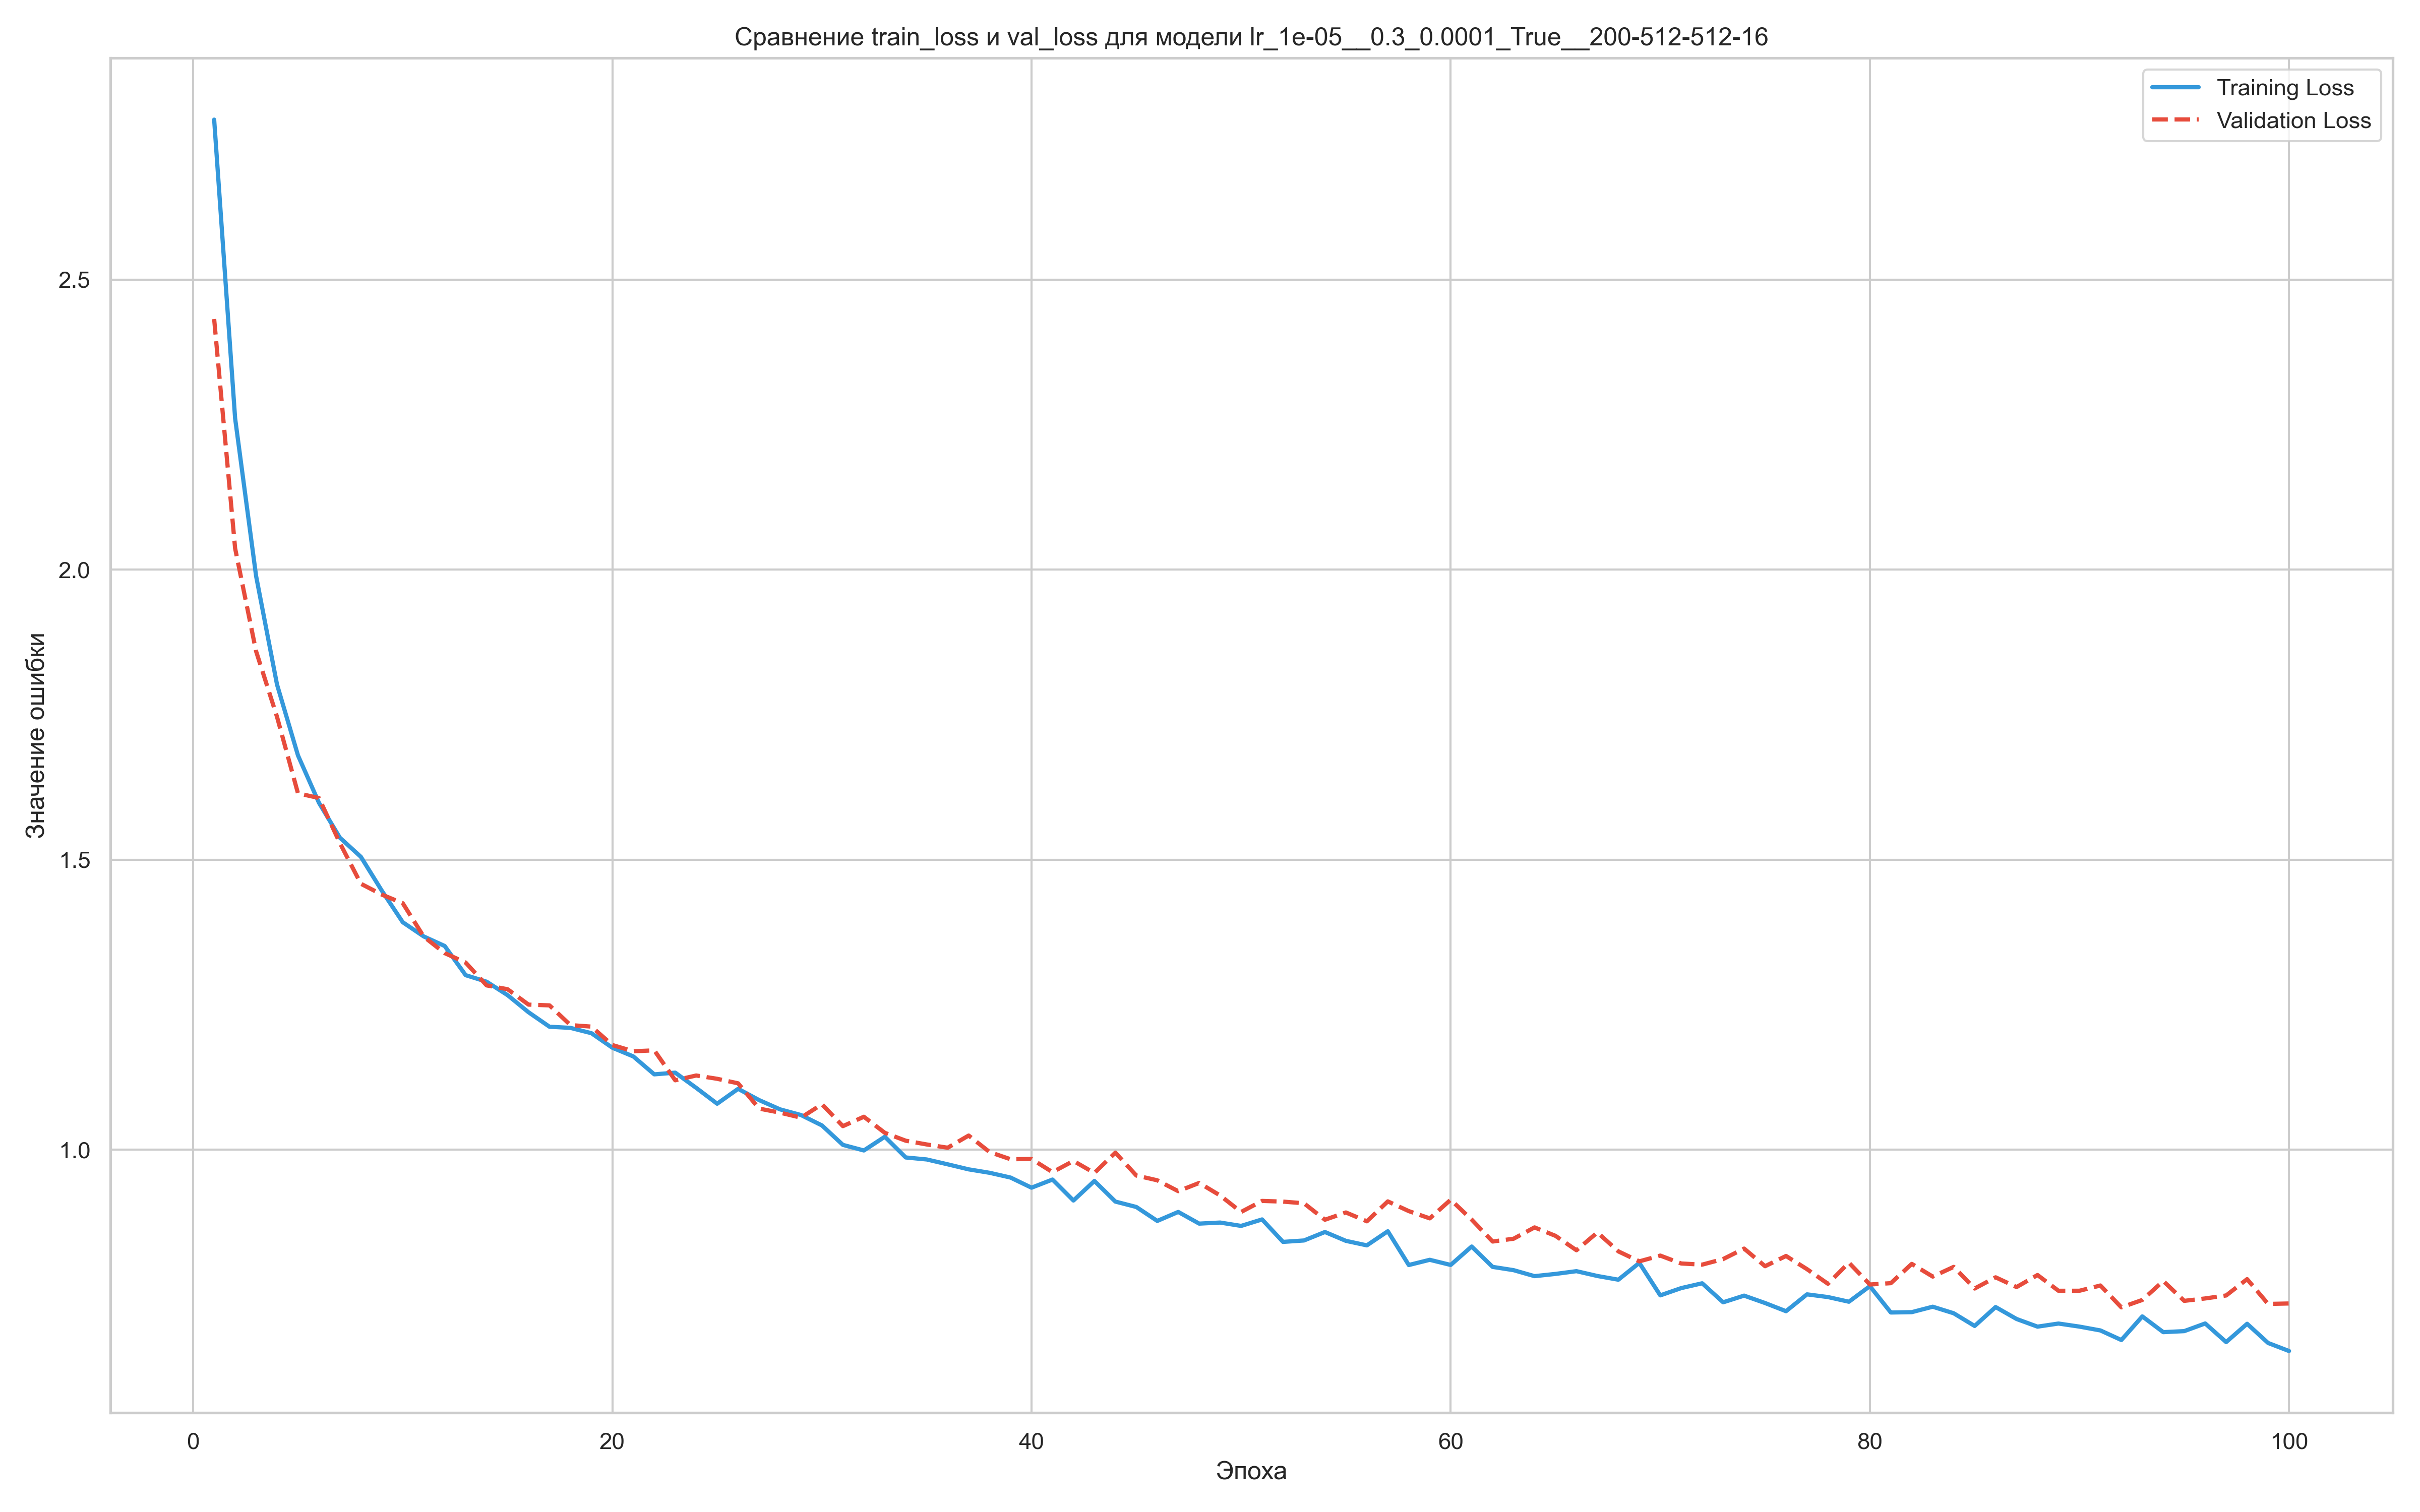 Сравнение train_loss и val_loss для модели lr_1e-05__0.3_0.0001_True__200-512-512-16
Training Loss
Validation Loss
Значение ошибки
2.5
2.0
1.5
1.0
0
20
40
60
80
100
Эпоха